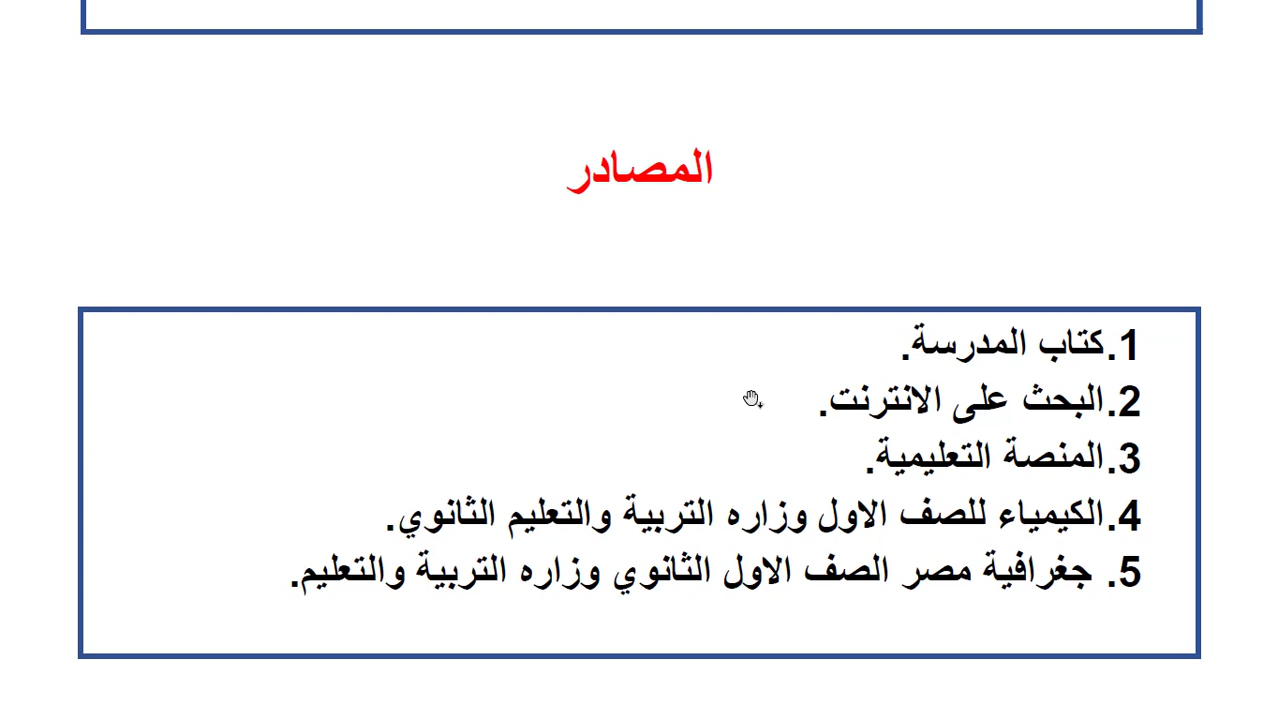 المصادر
1.كتاب المدرسة.
2.البحث على الانترنت.
3.المنصة التعليمية.
4.الكيمياء للصف الاول وزاره التربية والتعليم الثانوي.
5. جغرافية مصر الصف الاول الثانوي وزاره التربية والتعليم.